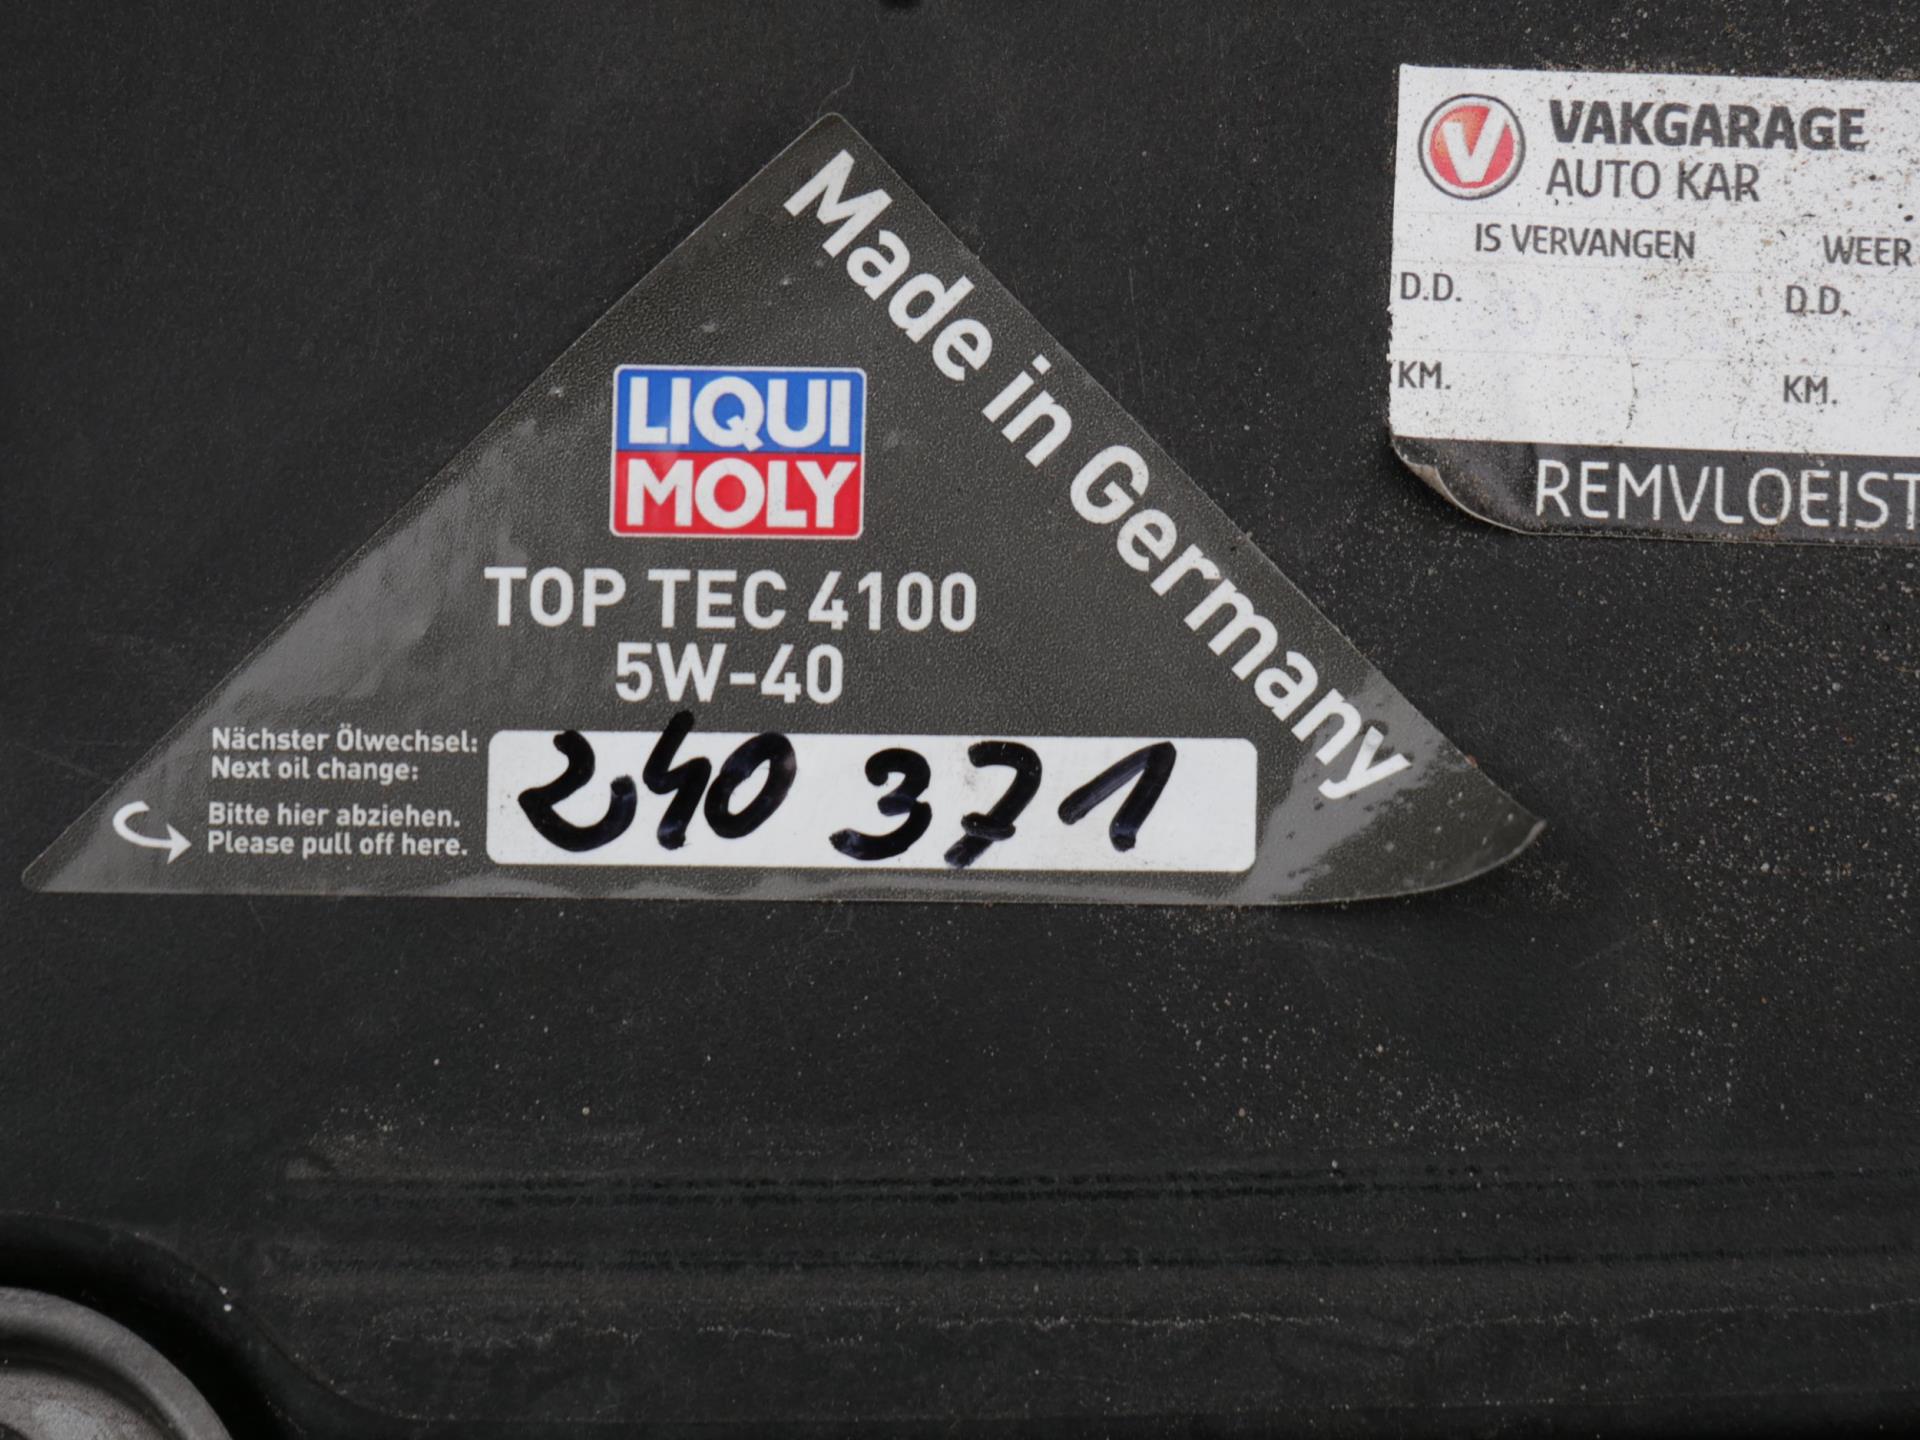 Made in Germany
LIQUI
MOLY
TOP TEC 4100
5W-40
Nächster Ölwechsel:
Next oil change:
240 371
Bitte hier abziehen.
Please pull off here.
V VAKGARAGE
AUTO KAR
IS VERVANGEN WEER
D.D. D.D.
KM. KM.
REMVLOEIST